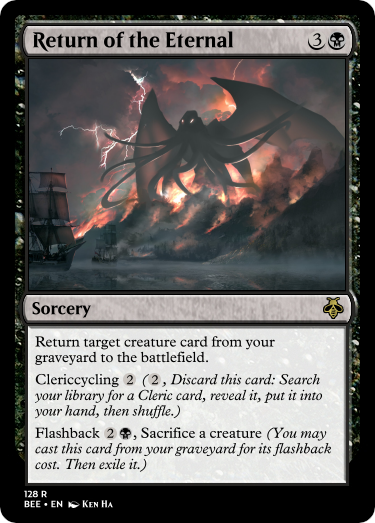 Return of the Eternal 3
Sorcery
Return target creature card from your
graveyard to the battlefield.
Clericcycling 2 (2, Discard this card: Search
your library for a Cleric card, reveal it, put it into
your hand, then shuffle.)
Flashback 2, Sacrifice a creature (You may
cast this card from your graveyard for its flashback
cost. Then exile it.)
128 R
BEE • EN Ken Ha